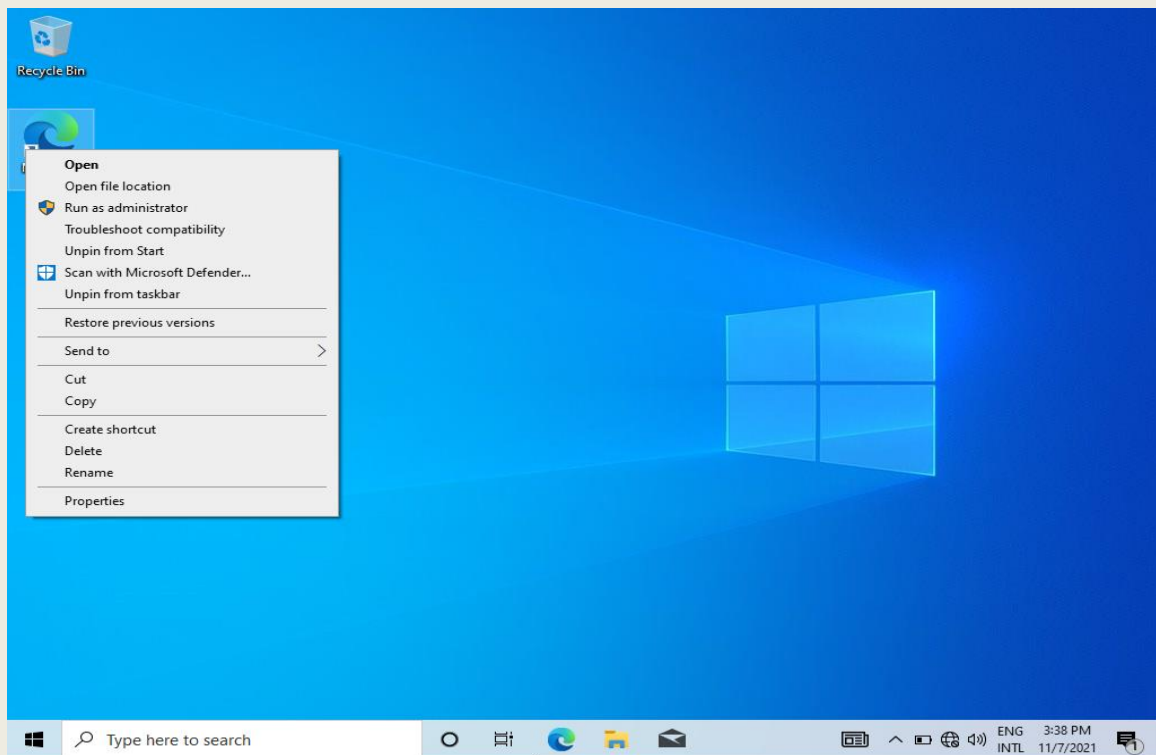 Recycle Bin
Open
Open file location
Run as administrator
Troubleshoot compatibility
Unpin from Start
Scan with Microsoft Defender...
Unpin from taskbar
Restore previous versions
Send to
Cut
Copy
Create shortcut
Delete
Rename
Properties
Type here to search
ENG
INTL
3:38 PM
11/7/2021
1